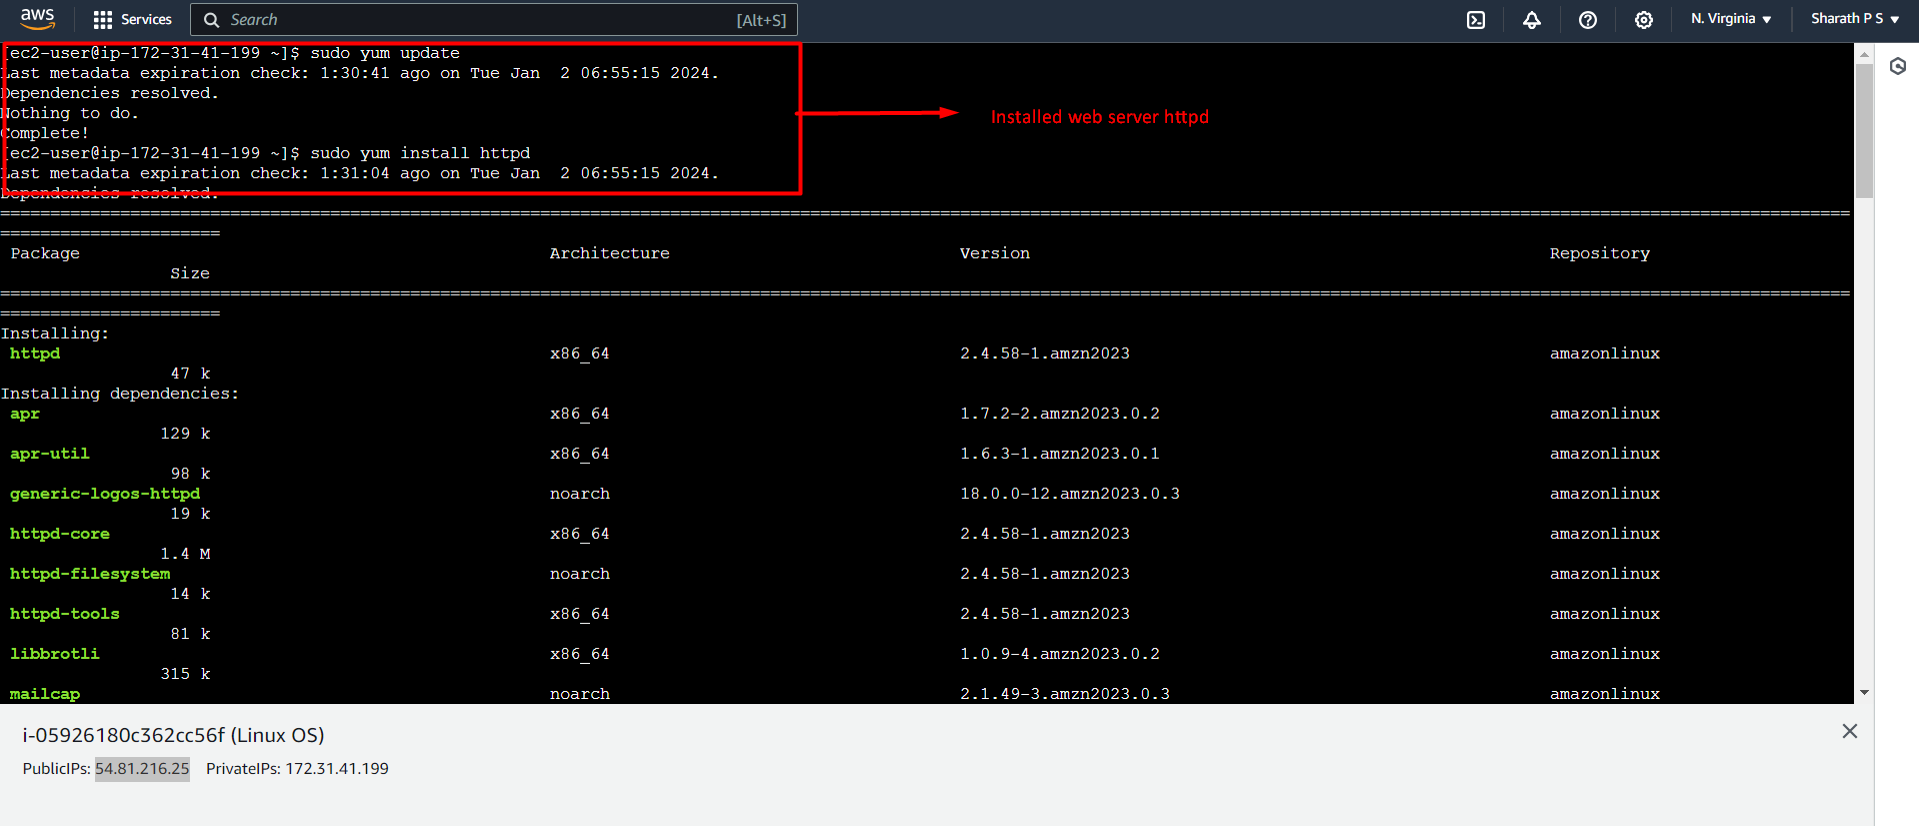 aws Services Search [Alt+S] N. Virginia Sharath P S
[ec2-user@ip-172-31-41-199 ~]$ sudo yum update
Last metadata expiration check: 1:30:41 ago on Tue Jan  2 06:55:15 2024.
Dependencies resolved.
Nothing to do.
Complete!
Installed web server httpd
[ec2-user@ip-172-31-41-199 ~]$ sudo yum install httpd
Last metadata expiration check: 1:31:04 ago on Tue Jan  2 06:55:15 2024.
Dependencies resolved.
Package Architecture Version Repository
Size
Installing:
httpd x86_64 2.4.58-1.amzn2023 amazonlinux
47 k
Installing dependencies:
apr x86_64 1.7.2-2.amzn2023.0.2 amazonlinux
129 k
apr-util x86_64 1.6.3-1.amzn2023.0.1 amazonlinux
98 k
generic-logos-httpd noarch 18.0.0-12.amzn2023.0.3 amazonlinux
19 k
httpd-core x86_64 2.4.58-1.amzn2023 amazonlinux
1.4 M
httpd-filesystem noarch 2.4.58-1.amzn2023 amazonlinux
14 k
httpd-tools x86_64 2.4.58-1.amzn2023 amazonlinux
81 k
libbrotli x86_64 1.0.9-4.amzn2023.0.2 amazonlinux
315 k
mailcap noarch 2.1.49-3.amzn2023.0.3 amazonlinux
i-05926180c362cc56f (Linux OS)
PublicIPs: 54.81.216.25 PrivateIPs: 172.31.41.199